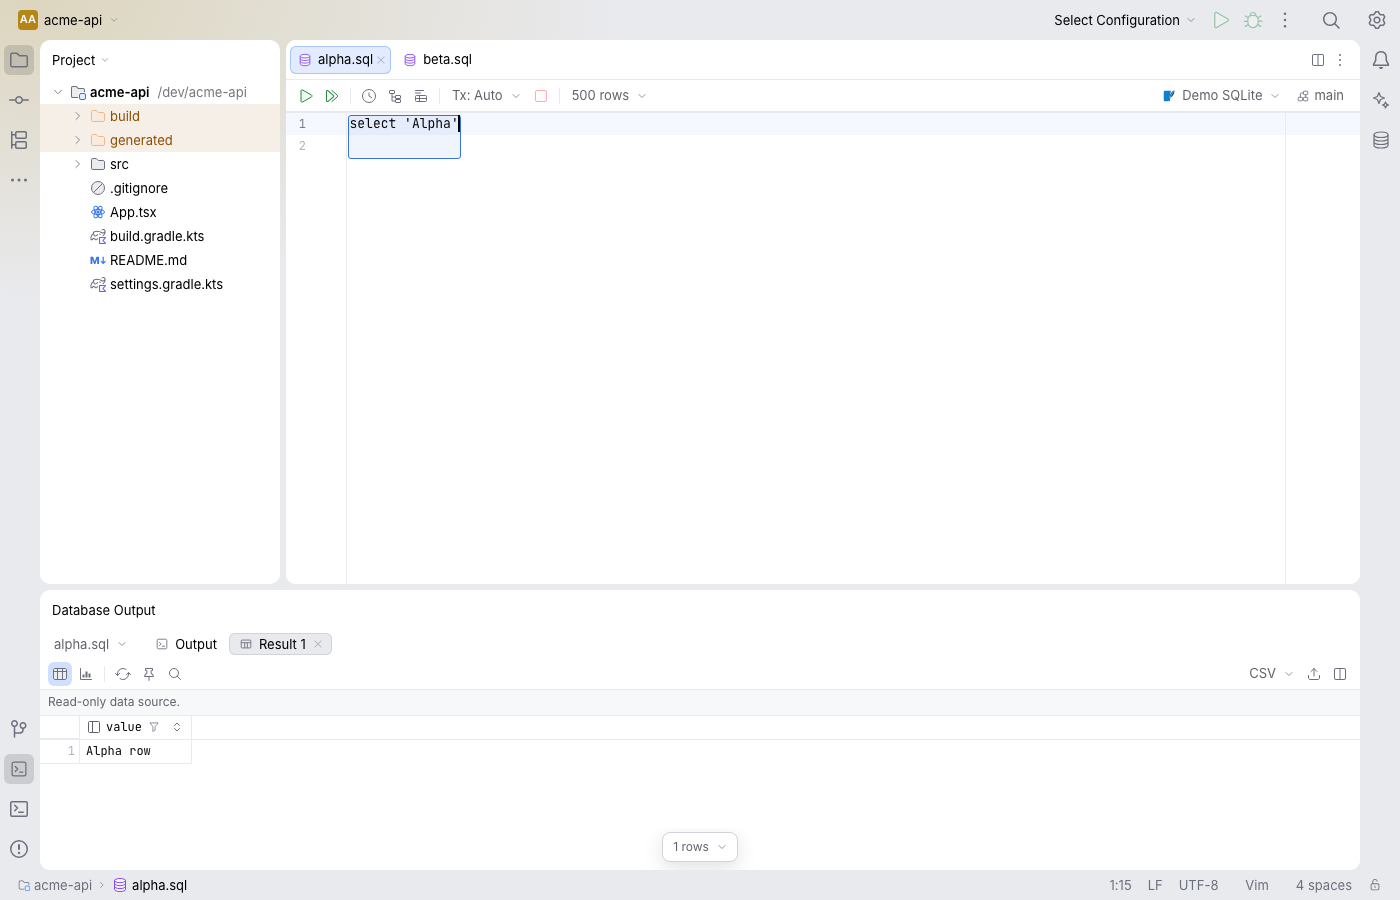 AA acme-api
Select Configuration
Project
alpha.sql
beta.sql
acme-api /dev/acme-api
build
generated
src
.gitignore
App.tsx
build.gradle.kts
M↓ README.md
settings.gradle.kts
Tx: Auto
500 rows
Demo SQLite
main
1 select 'Alpha'
2
Database Output
alpha.sql
Output
Result 1
CSV
Read-only data source.
value
1 Alpha row
1 rows
acme-api
alpha.sql
1:15
LF
UTF-8
Vim
4 spaces